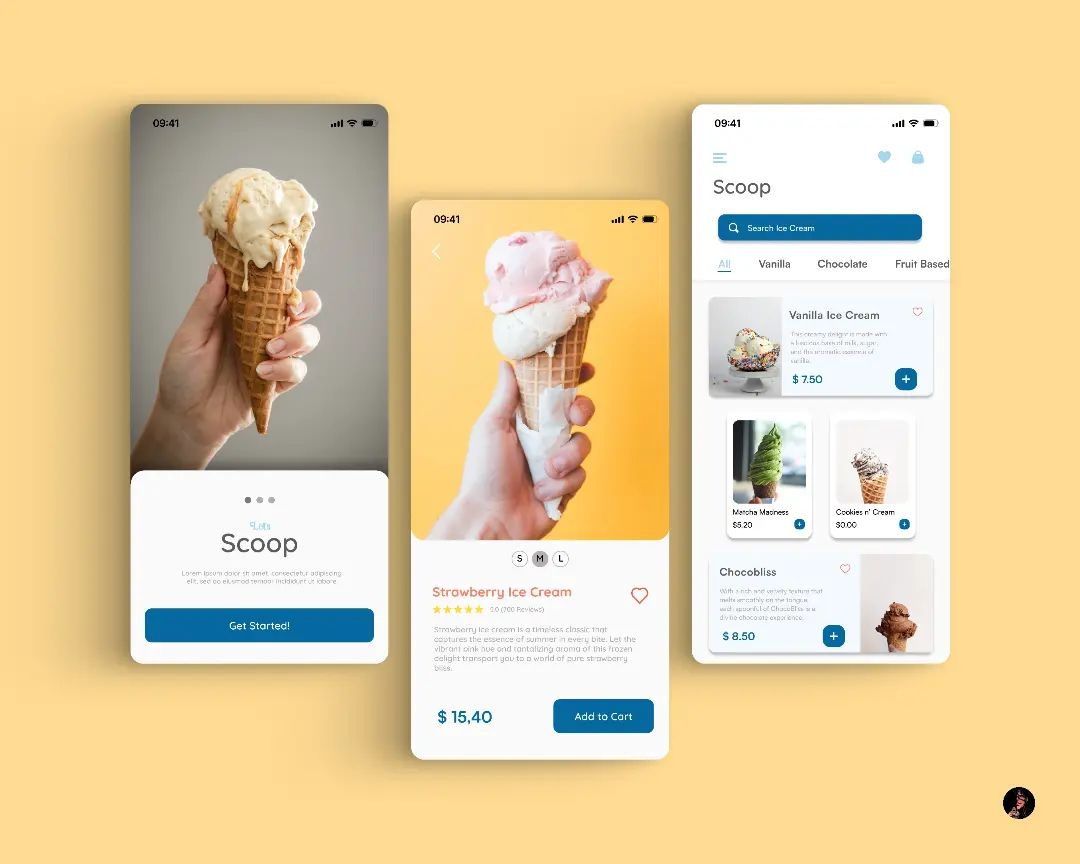 09:41
Let's
Scoop
Lorem ipsum dolor sit amet, consectetur adipiscing
elit, sed do eiusmod tempor incididunt ut labore
Get Started!
09:41
S M L
Strawberry Ice Cream
5.0 (700 Reviews)
Strawberry ice cream is a timeless classic that
captures the essence of summer in every bite. Let the
vibrant pink hue and tantalizing aroma of this frozen
delight transport you to a world of pure strawberry
bliss.
$ 15,40
Add to Cart
09:41
Scoop
Search Ice Cream
All Vanilla Chocolate Fruit Based
Vanilla Ice Cream
This creamy delight is made with
a luscious base of milk, sugar,
and the aromatic essence of
vanilla.
$ 7.50
Matcha Madness
$5.20
Cookies n' Cream
$0.00
Chocobliss
With a rich and velvety texture that
melts smoothly on the tongue,
each spoonful of ChocoBliss is a
divine chocolate experience.
$ 8.50